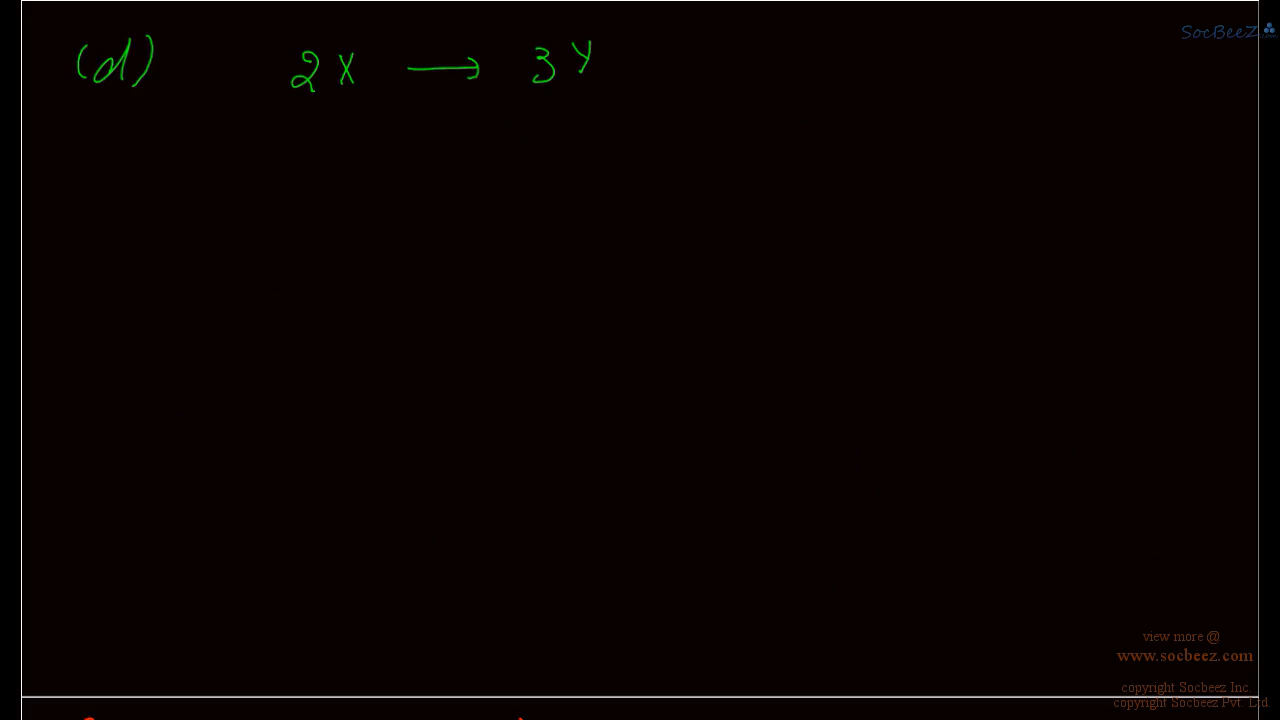 SocBeeZ
(d) 2X → 3Y
view more @
www.socbeez.com
copyright Socbeez Inc.
copyright Socbeez Pvt. Ltd.